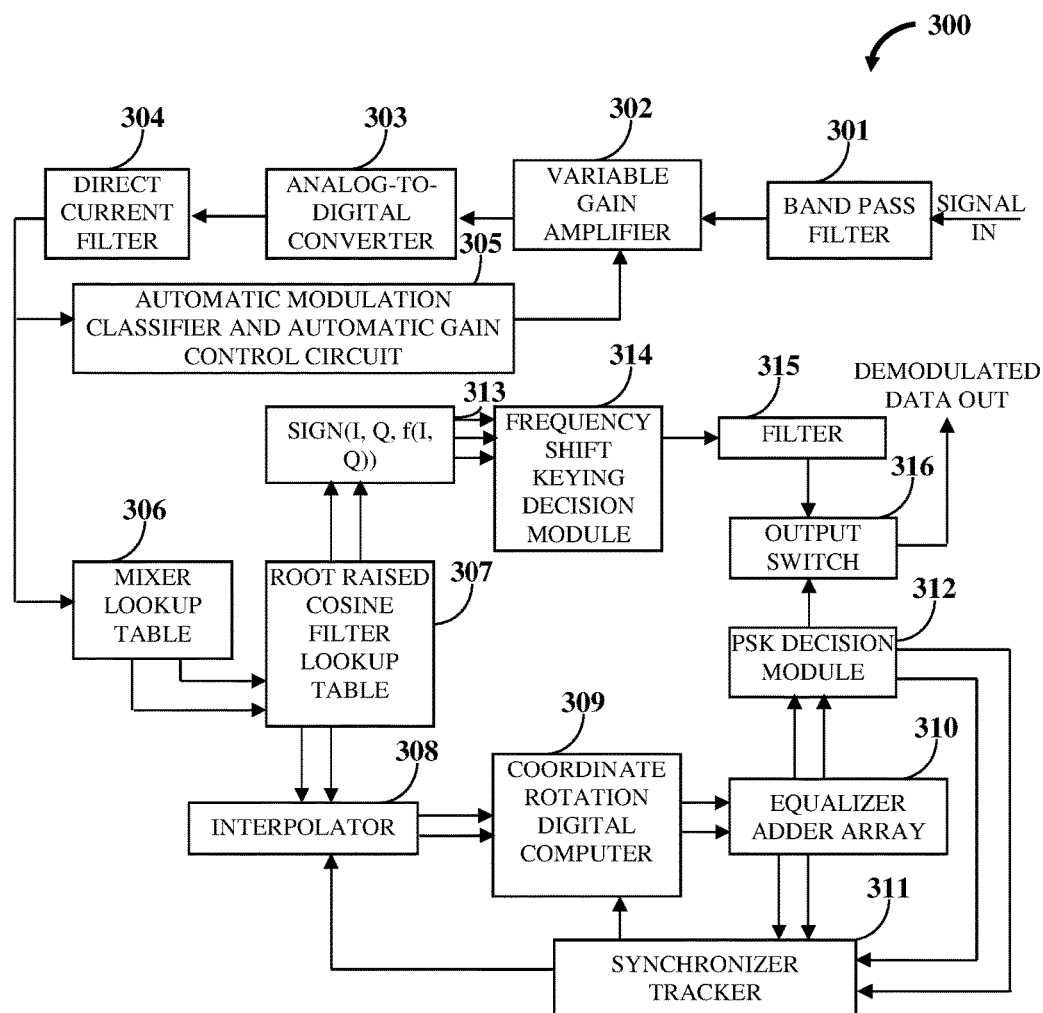 300
304
303
302
301
DIRECT
CURRENT
FILTER
ANALOG-TO-
DIGITAL
CONVERTER
VARIABLE
GAIN
AMPLIFIER
BAND PASS
FILTER
SIGNAL
IN
305
AUTOMATIC MODULATION
CLASSIFIER AND AUTOMATIC GAIN
CONTROL CIRCUIT
313
314
315
DEMODULATED
DATA OUT
SIGN(I, Q, f(I,
Q))
FREQUENCY
SHIFT
KEYING
DECISION
MODULE
FILTER
316
OUTPUT
SWITCH
306
MIXER
LOOKUP
TABLE
307
ROOT RAISED
COSINE
FILTER
LOOKUP
TABLE
312
PSK DECISION
MODULE
308
INTERPOLATOR
309
COORDINATE
ROTATION
DIGITAL
COMPUTER
310
EQUALIZER
ADDER ARRAY
311
SYNCHRONIZER
TRACKER